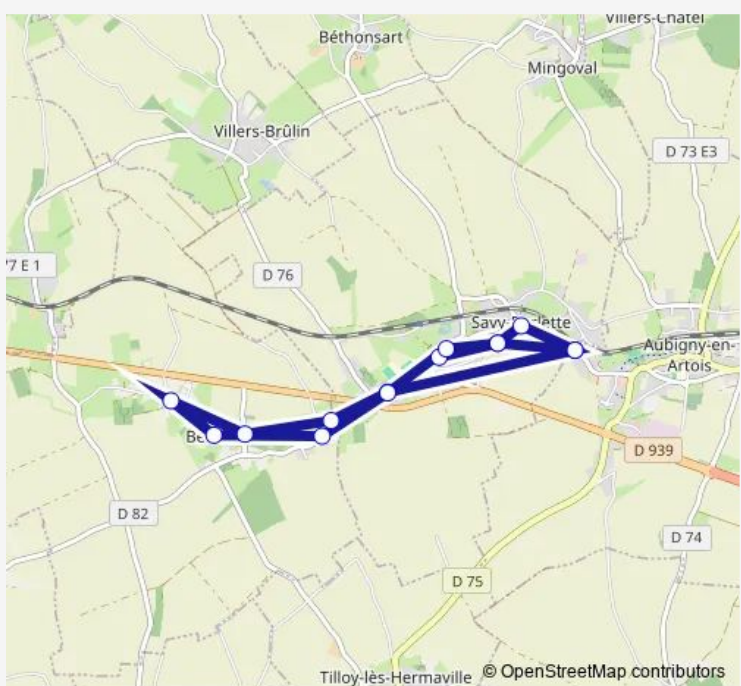 Villers-Châtel
Béthonsart
Mingoval
Villers-Brûlin
D 73 E3
7 E 1
D 76
Aubigny-en-
Artois
D 939
D 82
D 74
D 75
Tilloy-lès-Hermaville
© OpenStreetMap contributors